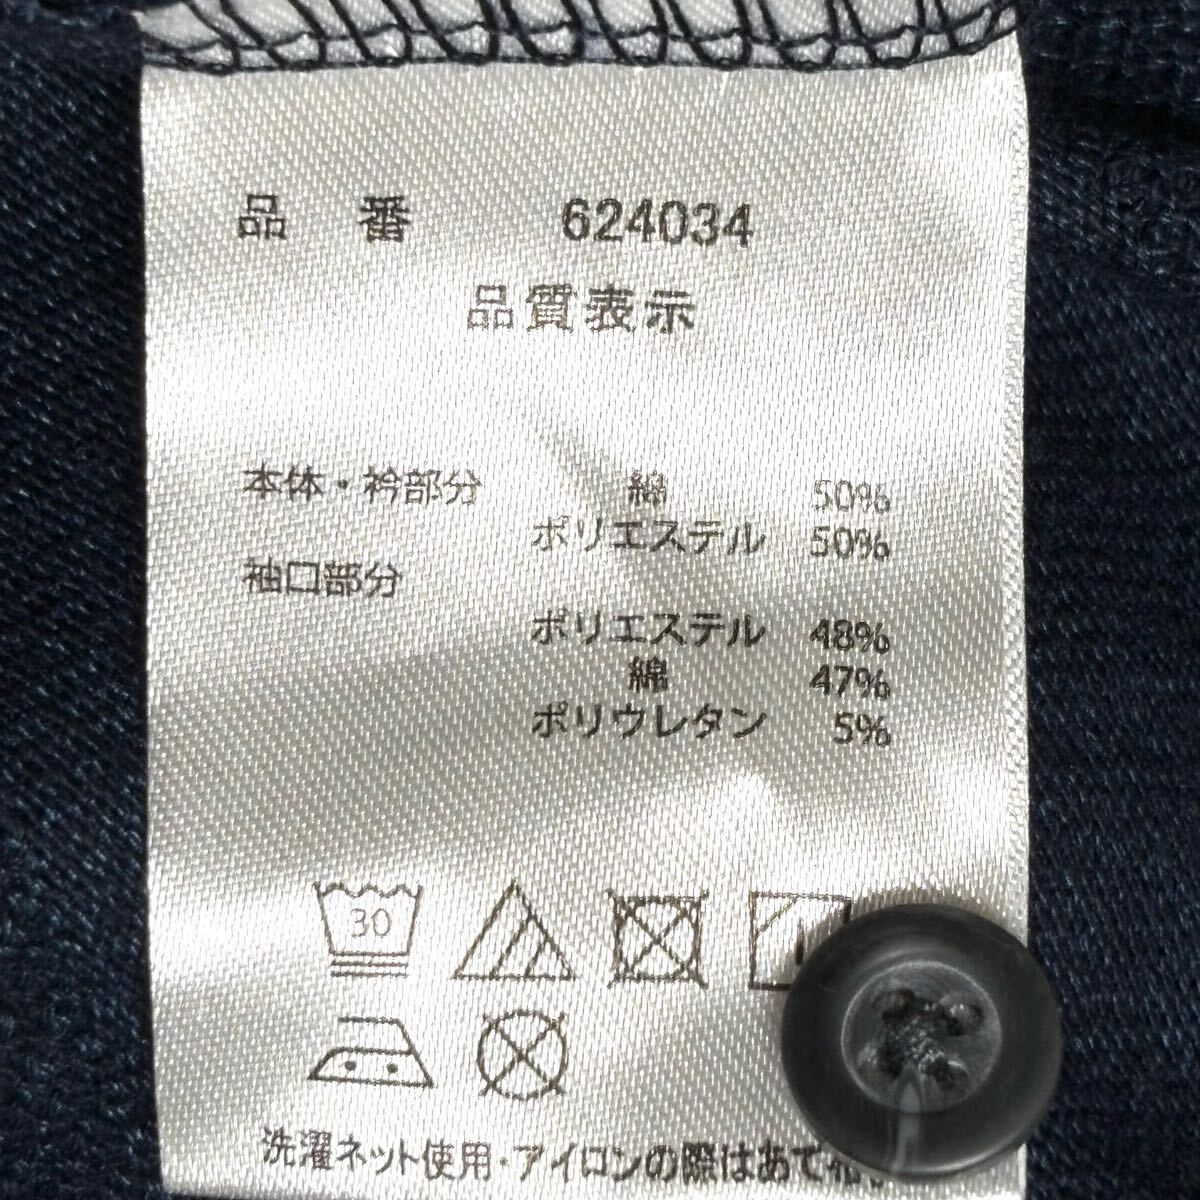 品 番 624034
品質表示
本体・衿部分 綿 50%
ポリエステル 50%
袖口部分
ポリエステル 48%
綿 47%
ポリウレタン 5%
30
洗濯ネット使用・アイロンの際はあて布